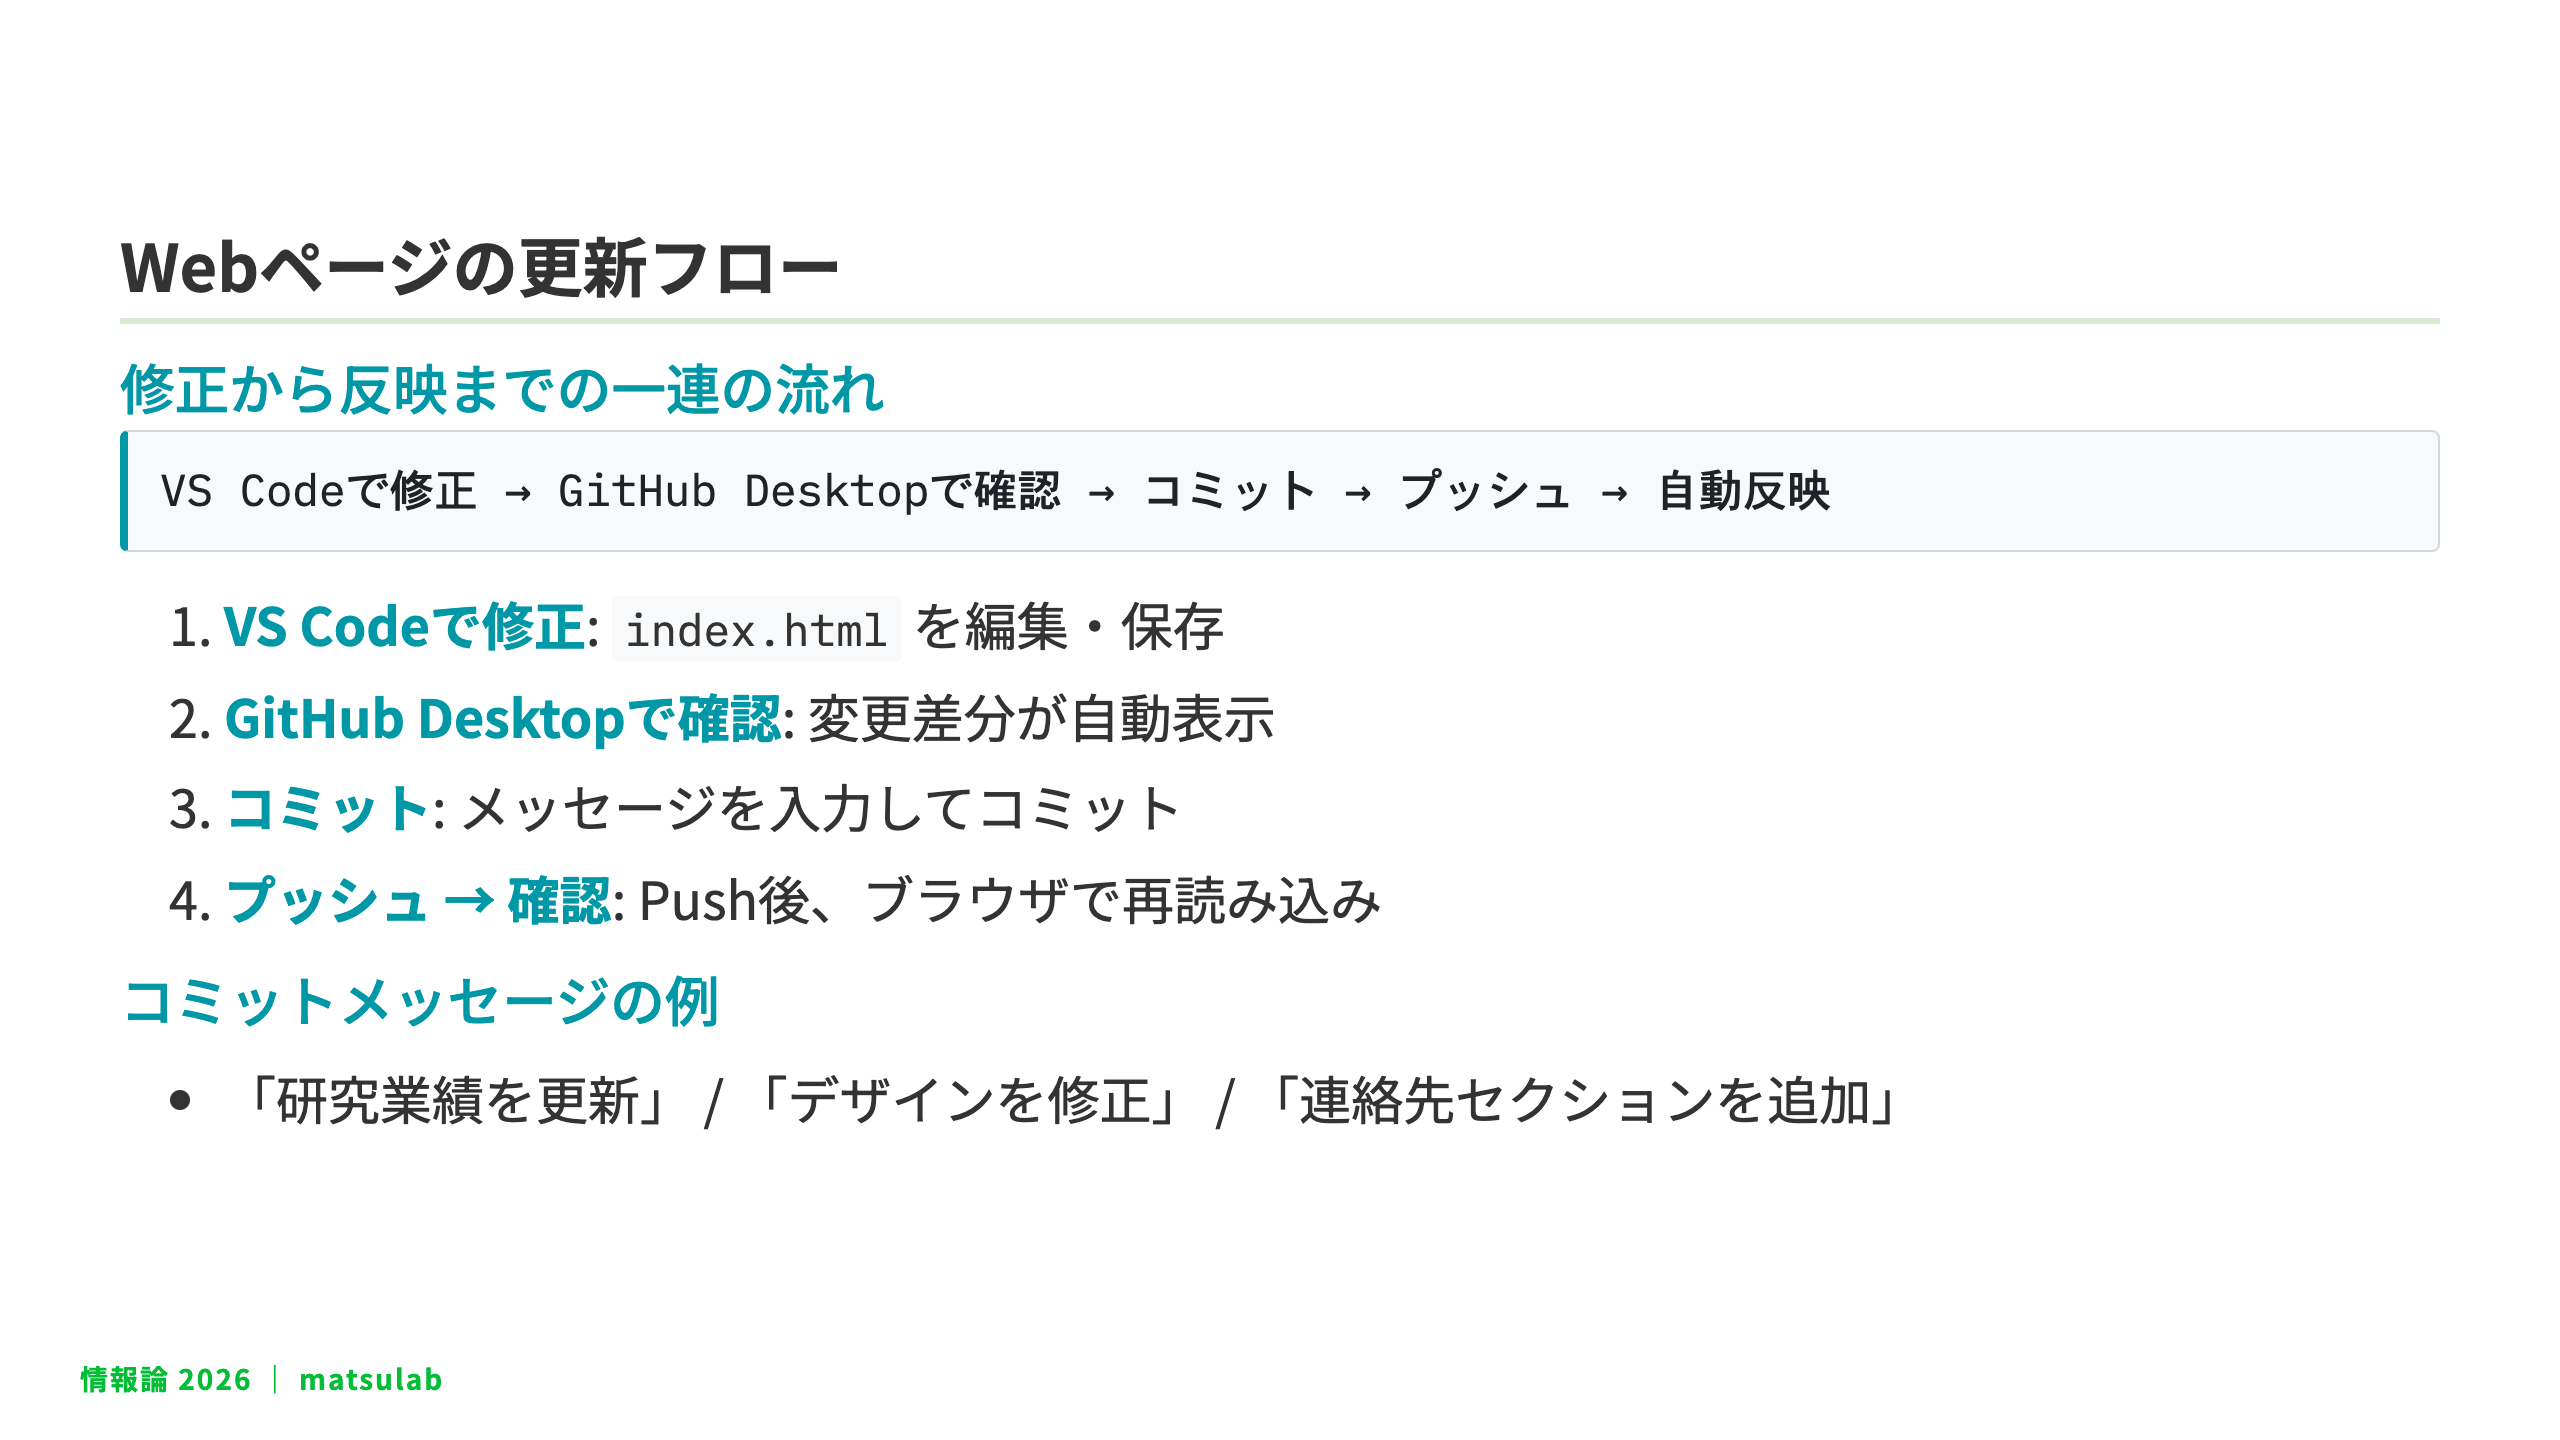 Webページの更新フロー
修正から反映までの一連の流れ
VS Codeで修正 → GitHub Desktopで確認 → コミット → プッシュ → 自動反映
1. VS Codeで修正: index.html を編集・保存
2. GitHub Desktopで確認: 変更差分が自動表示
3. コミット: メッセージを入力してコミット
4. プッシュ → 確認: Push後、ブラウザで再読み込み
コミットメッセージの例
• 「研究業績を更新」 / 「デザインを修正」 / 「連絡先セクションを追加」
情報論 2026 | matsulab